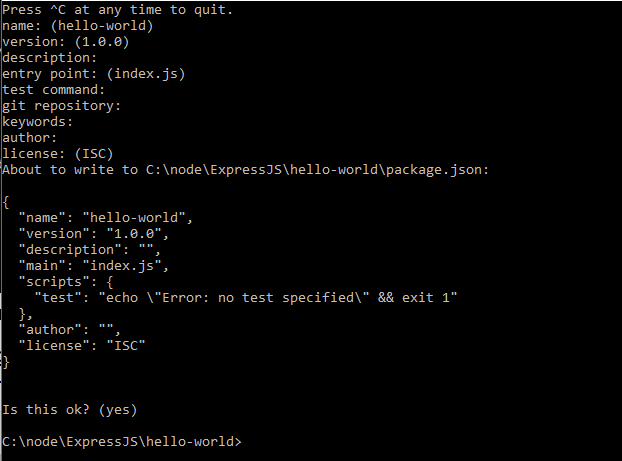 Press ^C at any time to quit.
name: (hello-world)
version: (1.0.0)
description:
entry point: (index.js)
test command:
git repository:
keywords:
author:
license: (ISC)
About to write to C:\node\ExpressJS\hello-world\package.json:

{
  "name": "hello-world",
  "version": "1.0.0",
  "description": "",
  "main": "index.js",
  "scripts": {
    "test": "echo \"Error: no test specified\" && exit 1"
  },
  "author": "",
  "license": "ISC"
}

Is this ok? (yes)

C:\node\ExpressJS\hello-world>